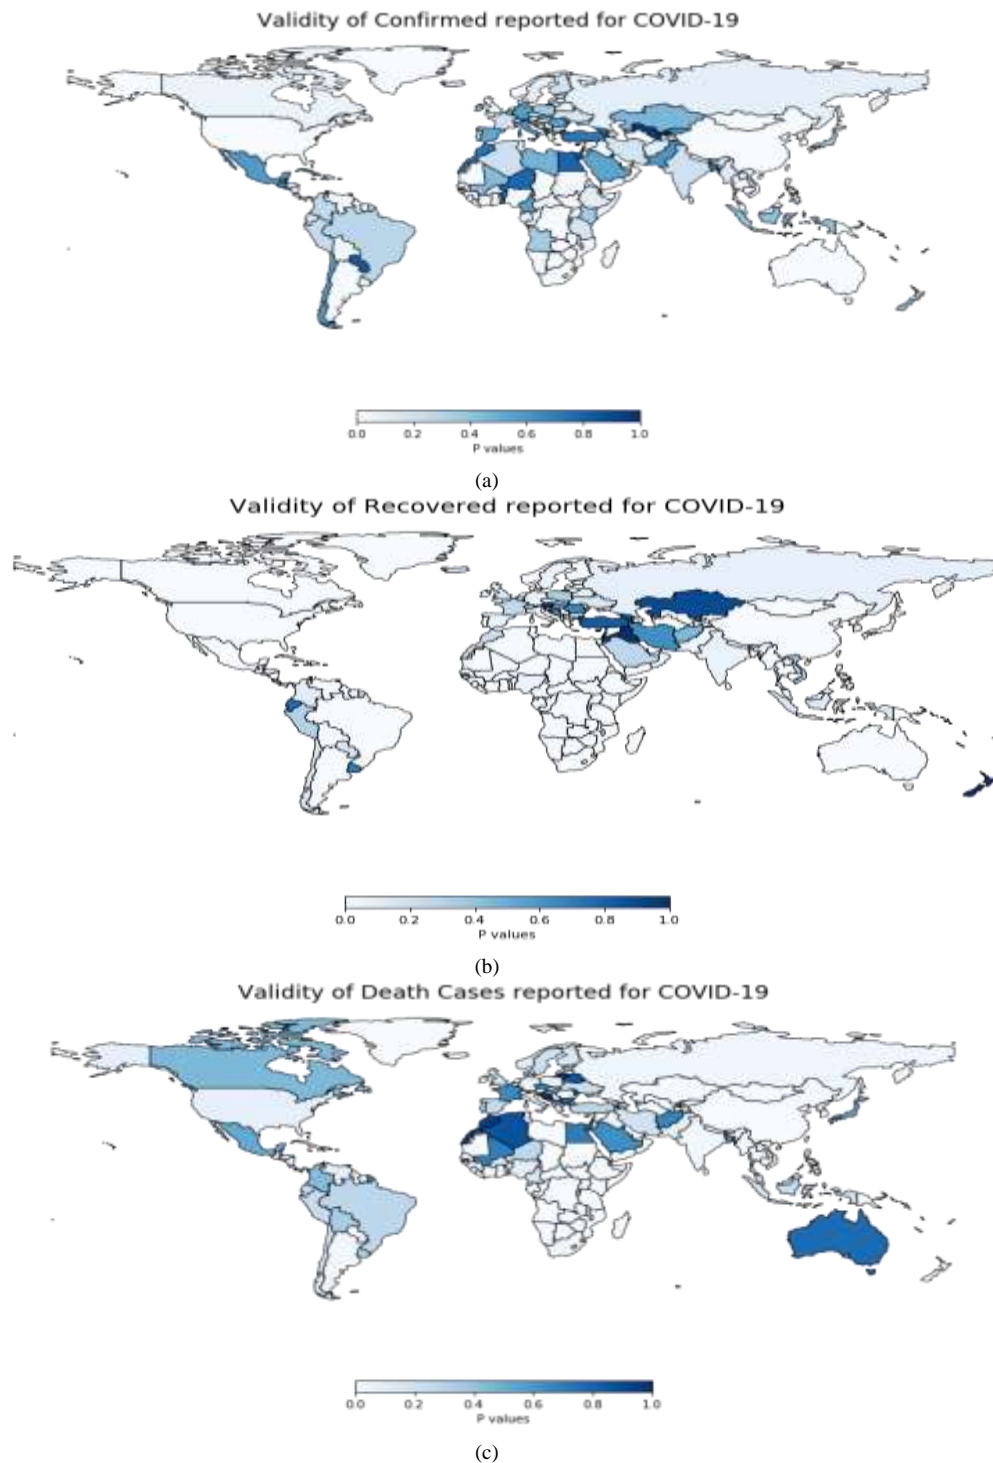 Validity of Confirmed reported for COVID-19
0.0 0.2 0.4 0.6 0.8 1.0
P values
(a)
Validity of Recovered reported for COVID-19
0.0 0.2 0.4 0.6 0.8 1.0
P values
(b)
Validity of Death Cases reported for COVID-19
0.0 0.2 0.4 0.6 0.8 1.0
P values
(c)